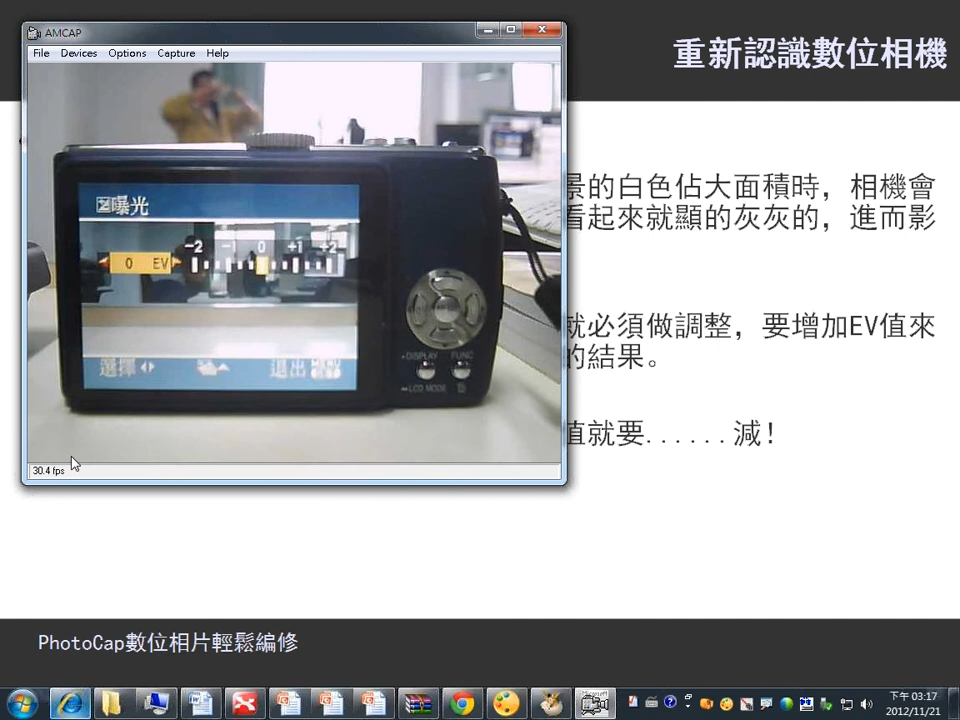 AMCAP
File Devices Options Capture Help
重新認識數位相機
曝光
-2 -1 0 +1 +2
0 EV
選擇
退出 MENU
DISPLAY FUNC
LCD MODE
30.4 fps
景的白色佔大面積時，相機會
看起來就顯的灰灰的，進而影
就必須做調整，要增加EV值來
的結果。
值就要......減！
PhotoCap數位相片輕鬆編修
下午 03:17
2012/11/21